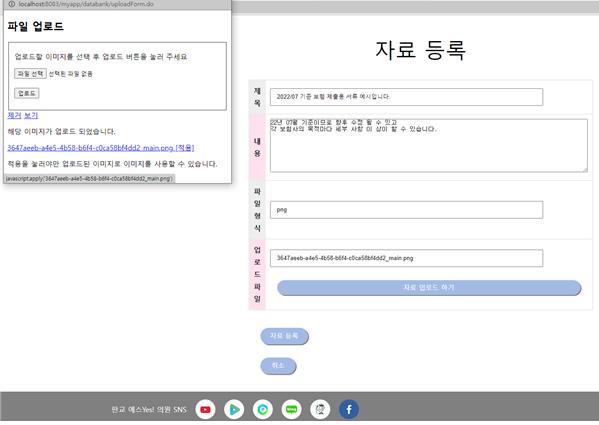 localhost:8083/myapp/databank/uploadForm.do
파일 업로드
업로드할 이미지를 선택 후 업로드 버튼을 눌러 주세요
파일 선택 선택된 파일 없음
업로드
제거 보기
해당 이미지가 업로드 되었습니다.
3647aeeb-a4e5-4b58-b6f4-c0ca58bf4dd2_main.png [적용]
적용을 눌러야만 업로드된 이미지로 이미지를 사용할 수 있습니다.
javascript:apply('3647aeeb-a4e5-4b58-b6f4-c0ca58bf4dd2_main.png')
자료 등록
제목
2022/07 기준 보험 제출용 서류 예시입니다.
내용
22년 07월 기준이므로 향후 수정 될 수 있고
각 보험사의 목적마다 세부 사항 이 상이 할 수 있습니다.
파일형식
png
업로드파일
3647aeeb-a4e5-4b58-b6f4-c0ca58bf4dd2_main.png
자료 업로드 하기
자료 등록
취소
판교 예스Yes! 의원 SNS